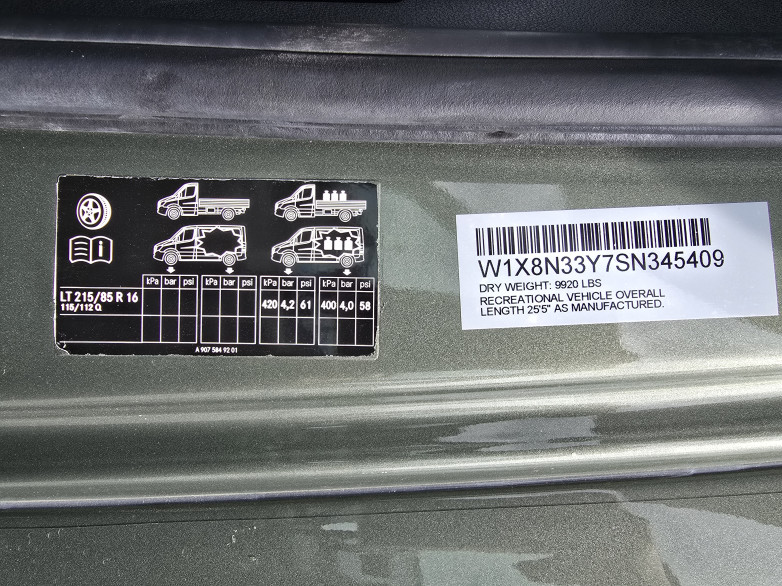 kPa bar psi kPa bar psi kPa bar psi kPa bar psi
LT 215/85 R 16 420 4,2 61 400 4,0 58
115/112 Q
A 907 584 92 01
W1X8N33Y7SN345409
DRY WEIGHT: 9920 LBS
RECREATIONAL VEHICLE OVERALL
LENGTH 25'5" AS MANUFACTURED.